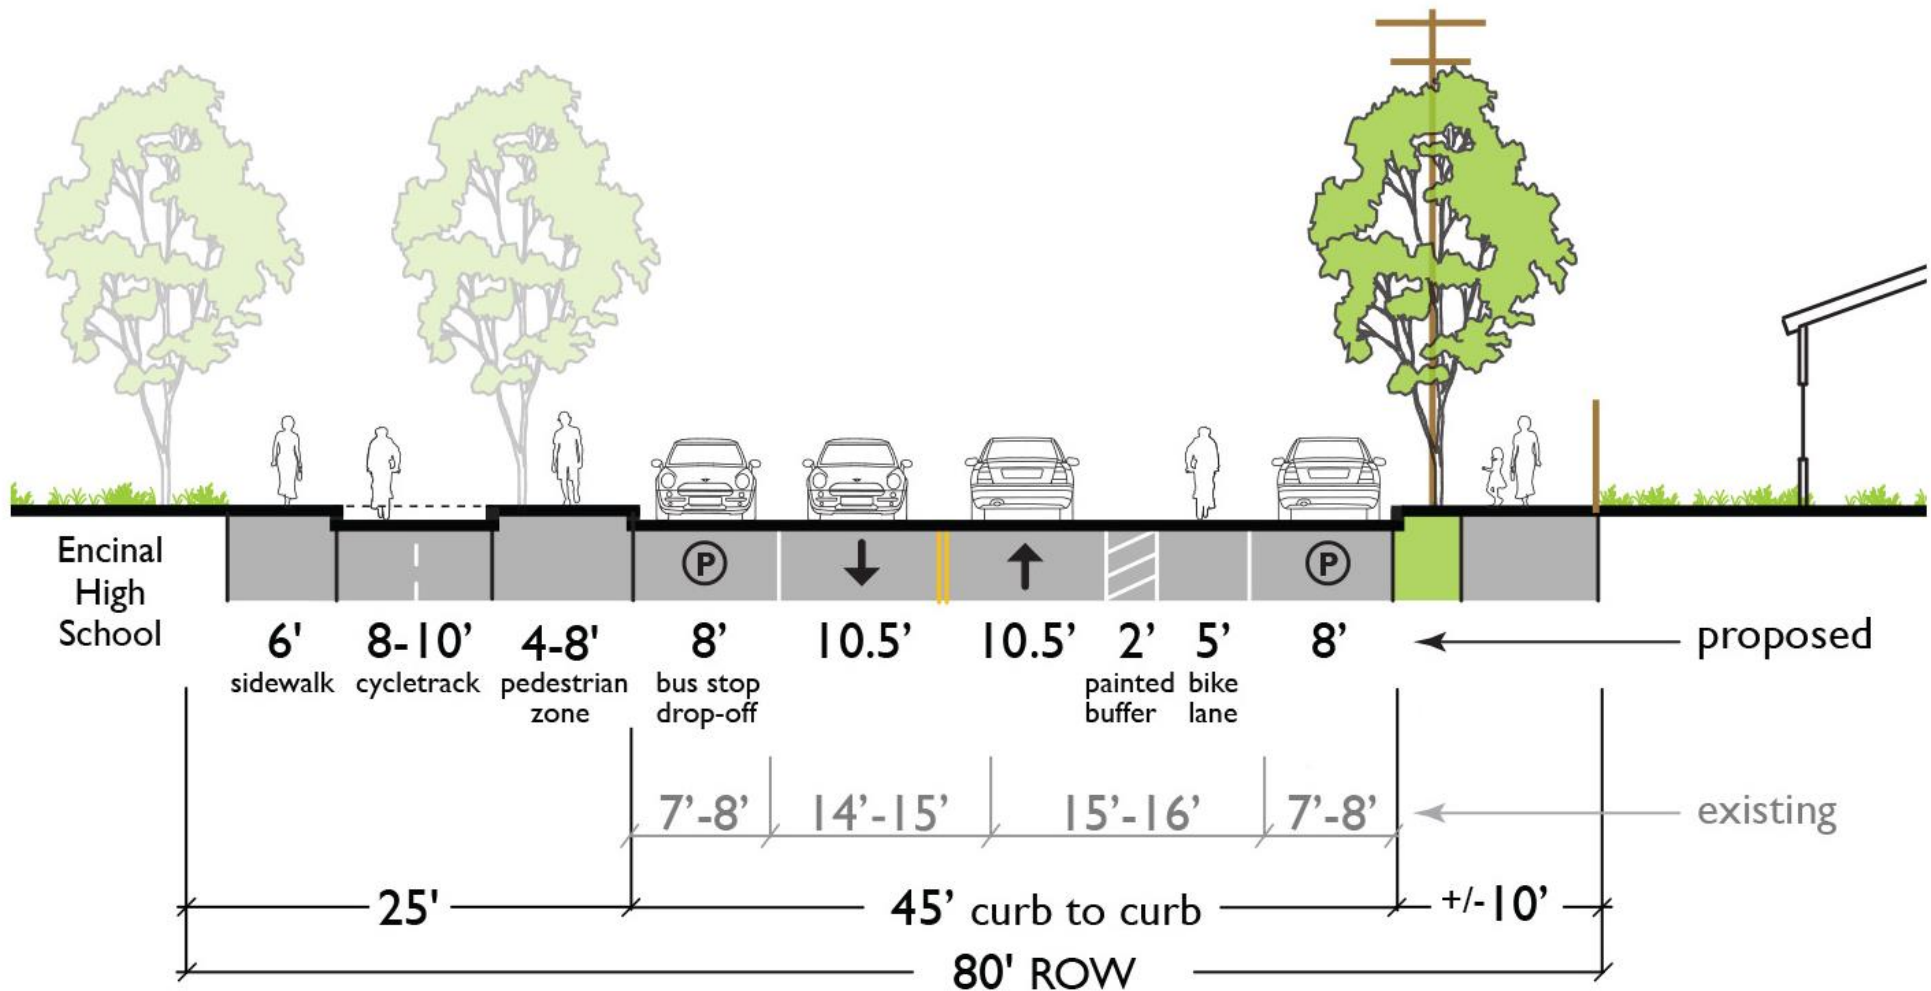 P
P
Encinal
High
School
6' 8-10’ 4-8' 8’ 10.5’ 10.5’ 2’ 5’ 8’ proposed
sidewalk cycletrack pedestrian zone bus stop drop-off painted buffer bike lane
7’-8’ 14’-15’ 15’-16’ 7’-8’ existing
25' 45’ curb to curb +/-10’
80' ROW